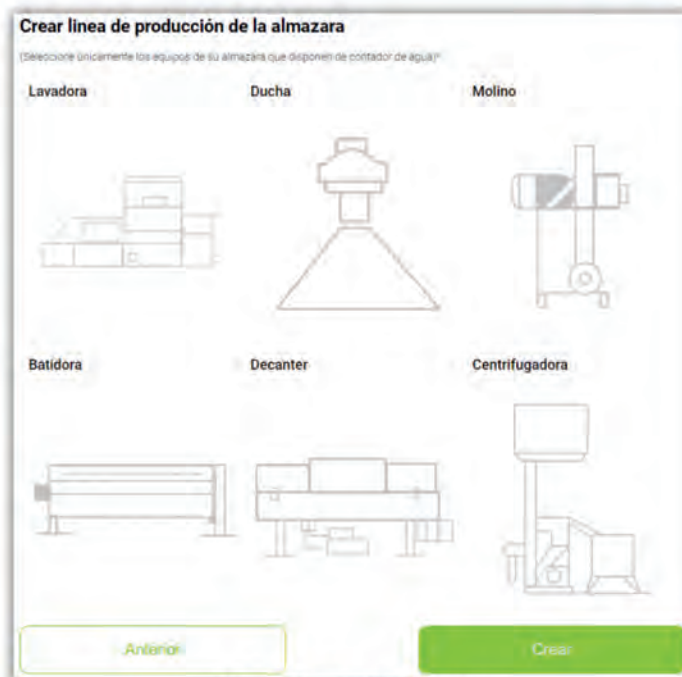 Crear línea de producción de la almazara
(Seleccione únicamente los equipos de su almazara que disponen de contador de agua)*
Lavadora Ducha Molino
Batidora Decanter Centrifugadora
Anterior Crear